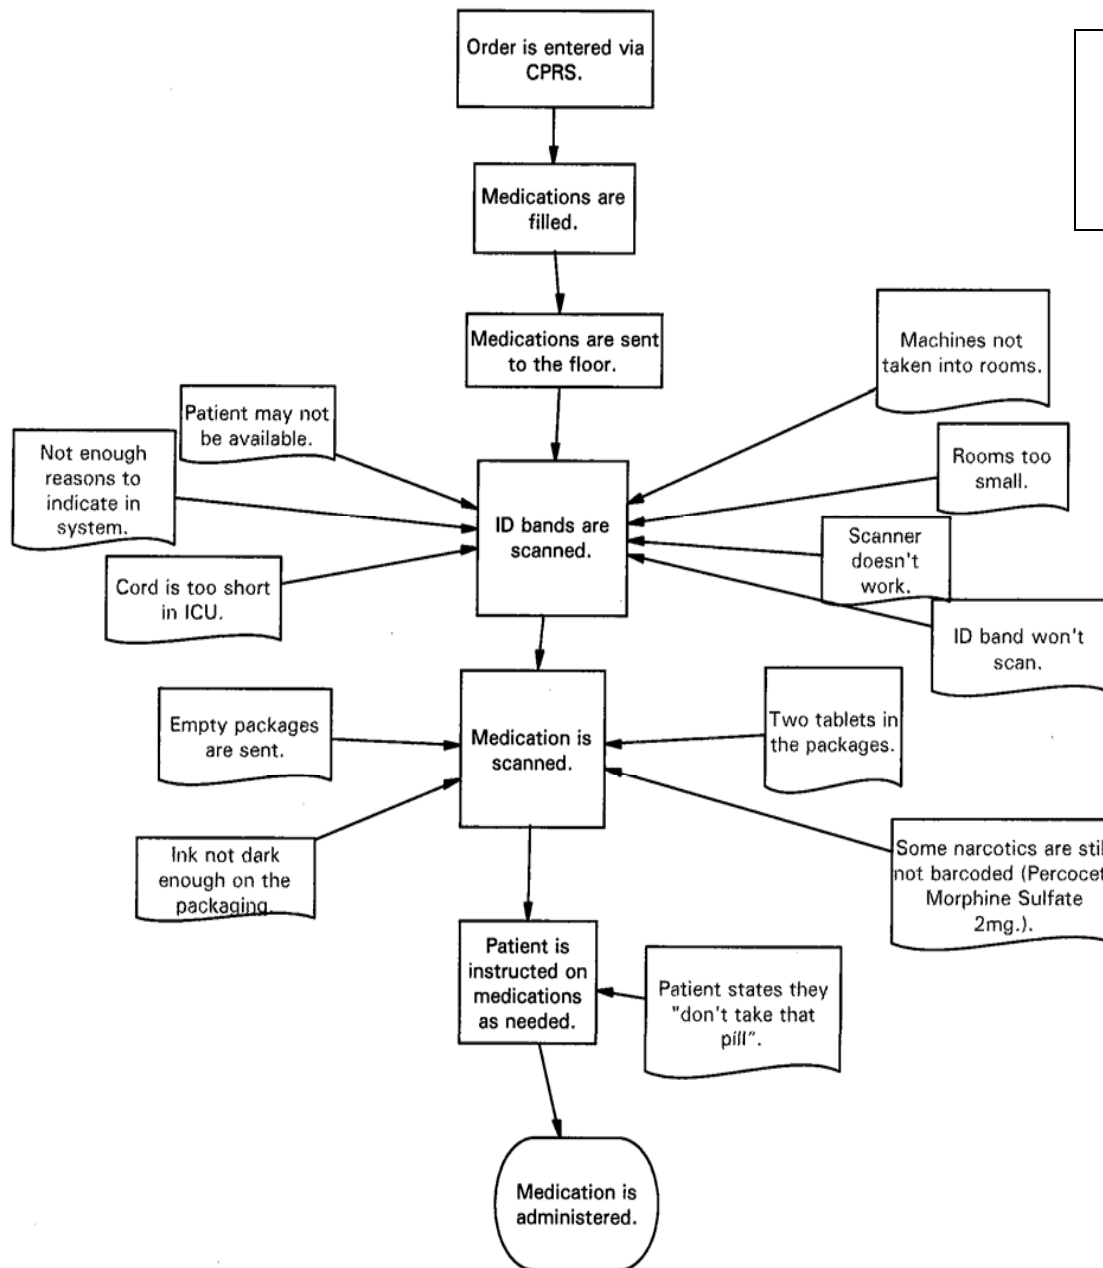 Order is entered via
CPRS.
Medications are
filled.
Medications are sent
to the floor.
Machines not
taken into rooms.
Patient may not
be available.
Not enough
reasons to
indicate in
system.
Rooms too
small.
ID bands are
scanned.
Scanner
doesn't
work.
Cord is too short
in ICU.
ID band won't
scan.
Empty packages
are sent.
Medication is
scanned.
Two tablets in
the packages.
Ink not dark
enough on the
packaging.
Some narcotics are stil
not barcoded (Percocet
Morphine Sulfate
2mg.).
Patient is
instructed on
medications
as needed.
Patient states they
"don't take that
pill".
Medication is
administered.